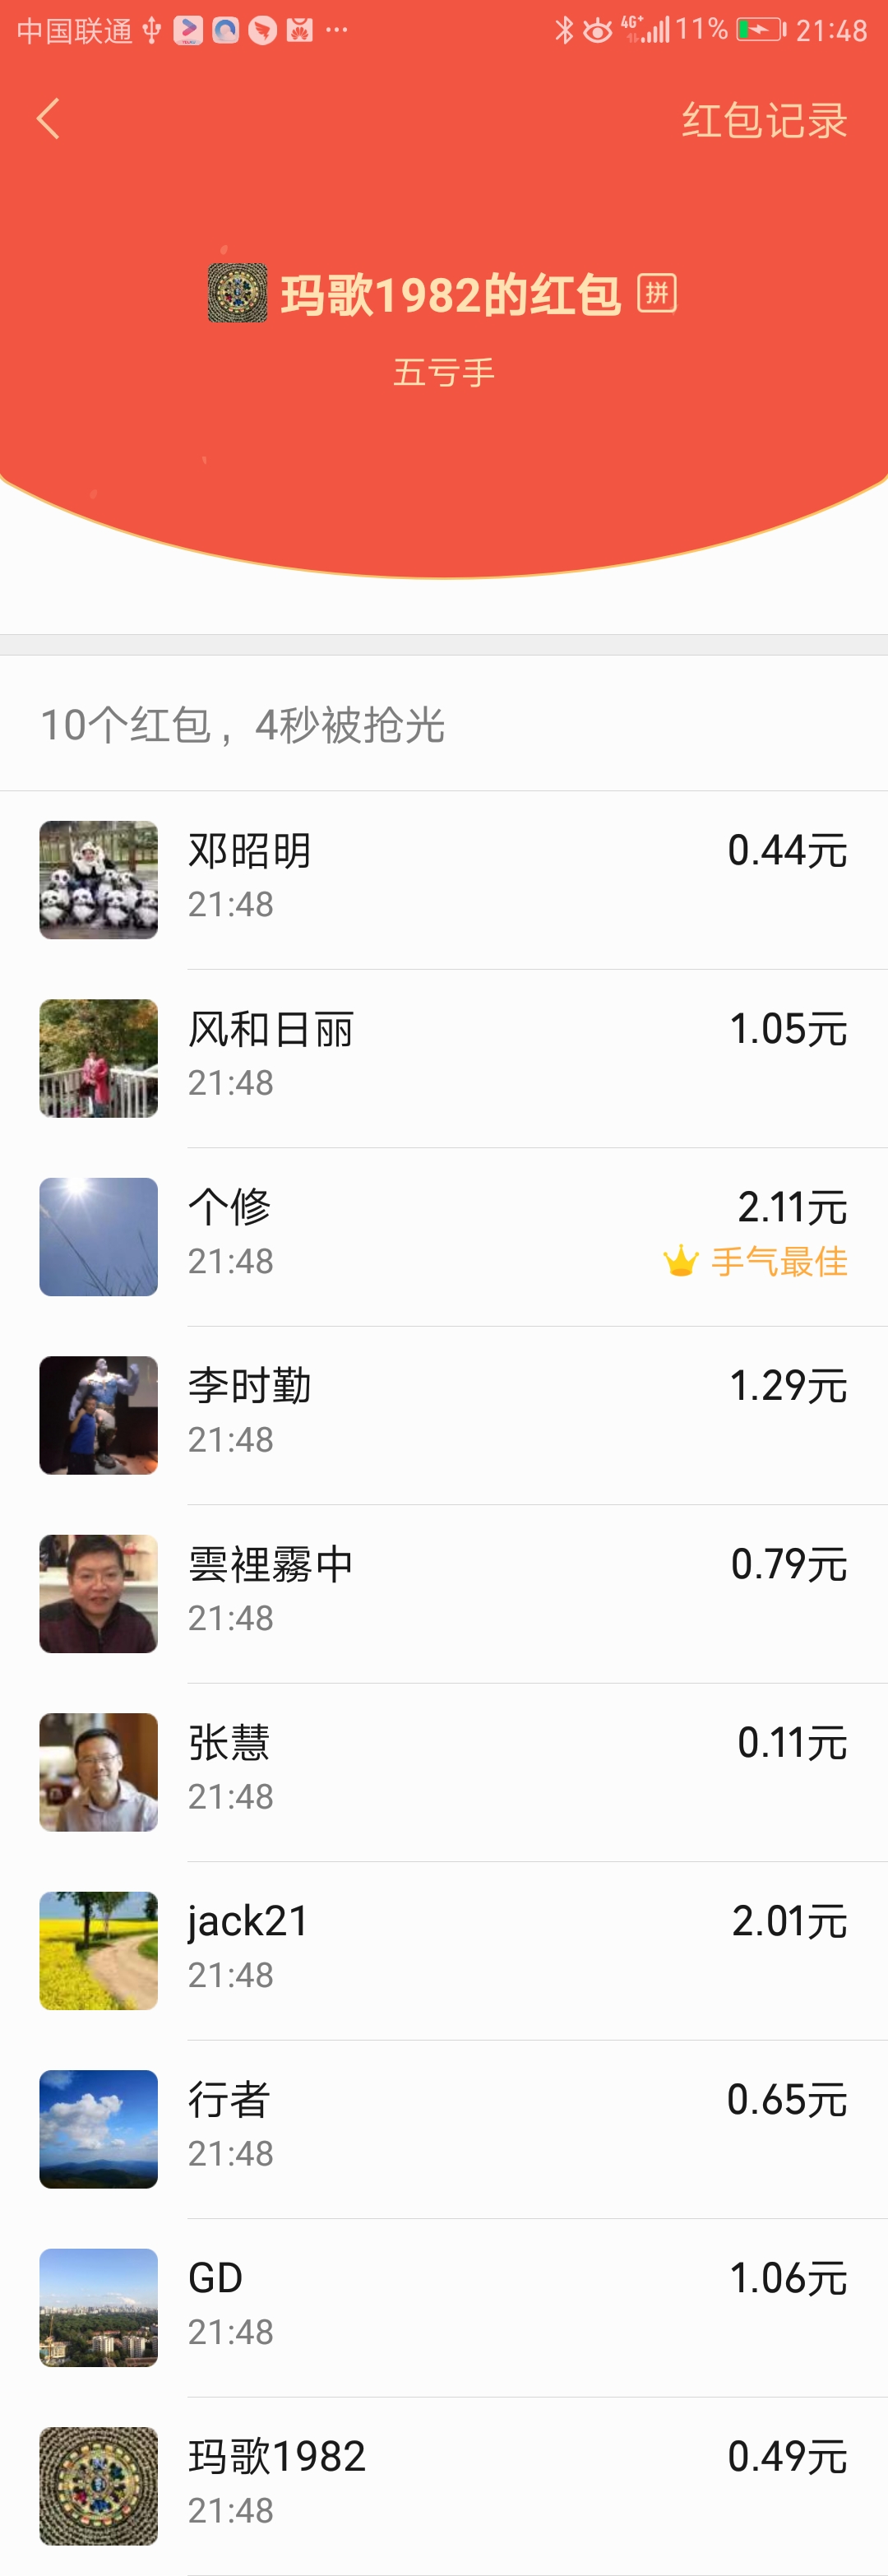 中国联通 ··· 4G+ 11% 21:48
红包记录
玛歌1982的红包 拼
五亏手
10个红包，4秒被抢光
邓昭明 0.44元
21:48
风和日丽 1.05元
21:48
个修 2.11元
21:48 手气最佳
李时勤 1.29元
21:48
雲裡霧中 0.79元
21:48
张慧 0.11元
21:48
jack21 2.01元
21:48
行者 0.65元
21:48
GD 1.06元
21:48
玛歌1982 0.49元
21:48